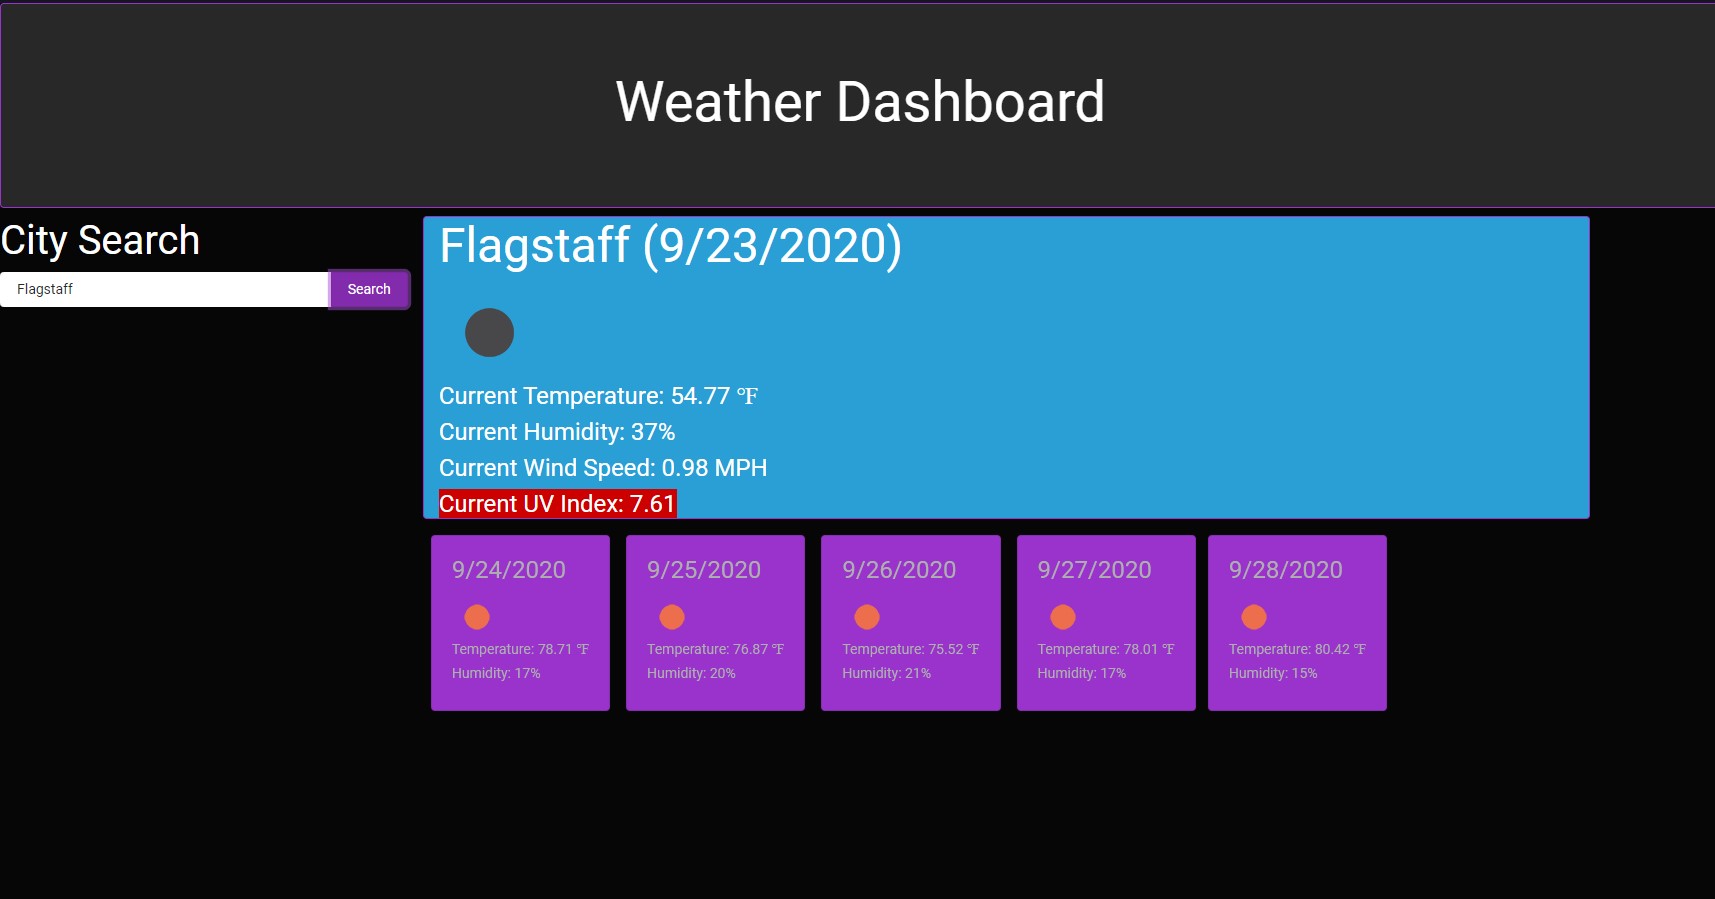 Weather Dashboard
City Search
Flagstaff
Search
Flagstaff (9/23/2020)
Current Temperature: 54.77 ℉
Current Humidity: 37%
Current Wind Speed: 0.98 MPH
Current UV Index: 7.61
9/24/2020
Temperature: 78.71 ℉
Humidity: 17%
9/25/2020
Temperature: 76.87 ℉
Humidity: 20%
9/26/2020
Temperature: 75.52 ℉
Humidity: 21%
9/27/2020
Temperature: 78.01 ℉
Humidity: 17%
9/28/2020
Temperature: 80.42 ℉
Humidity: 15%